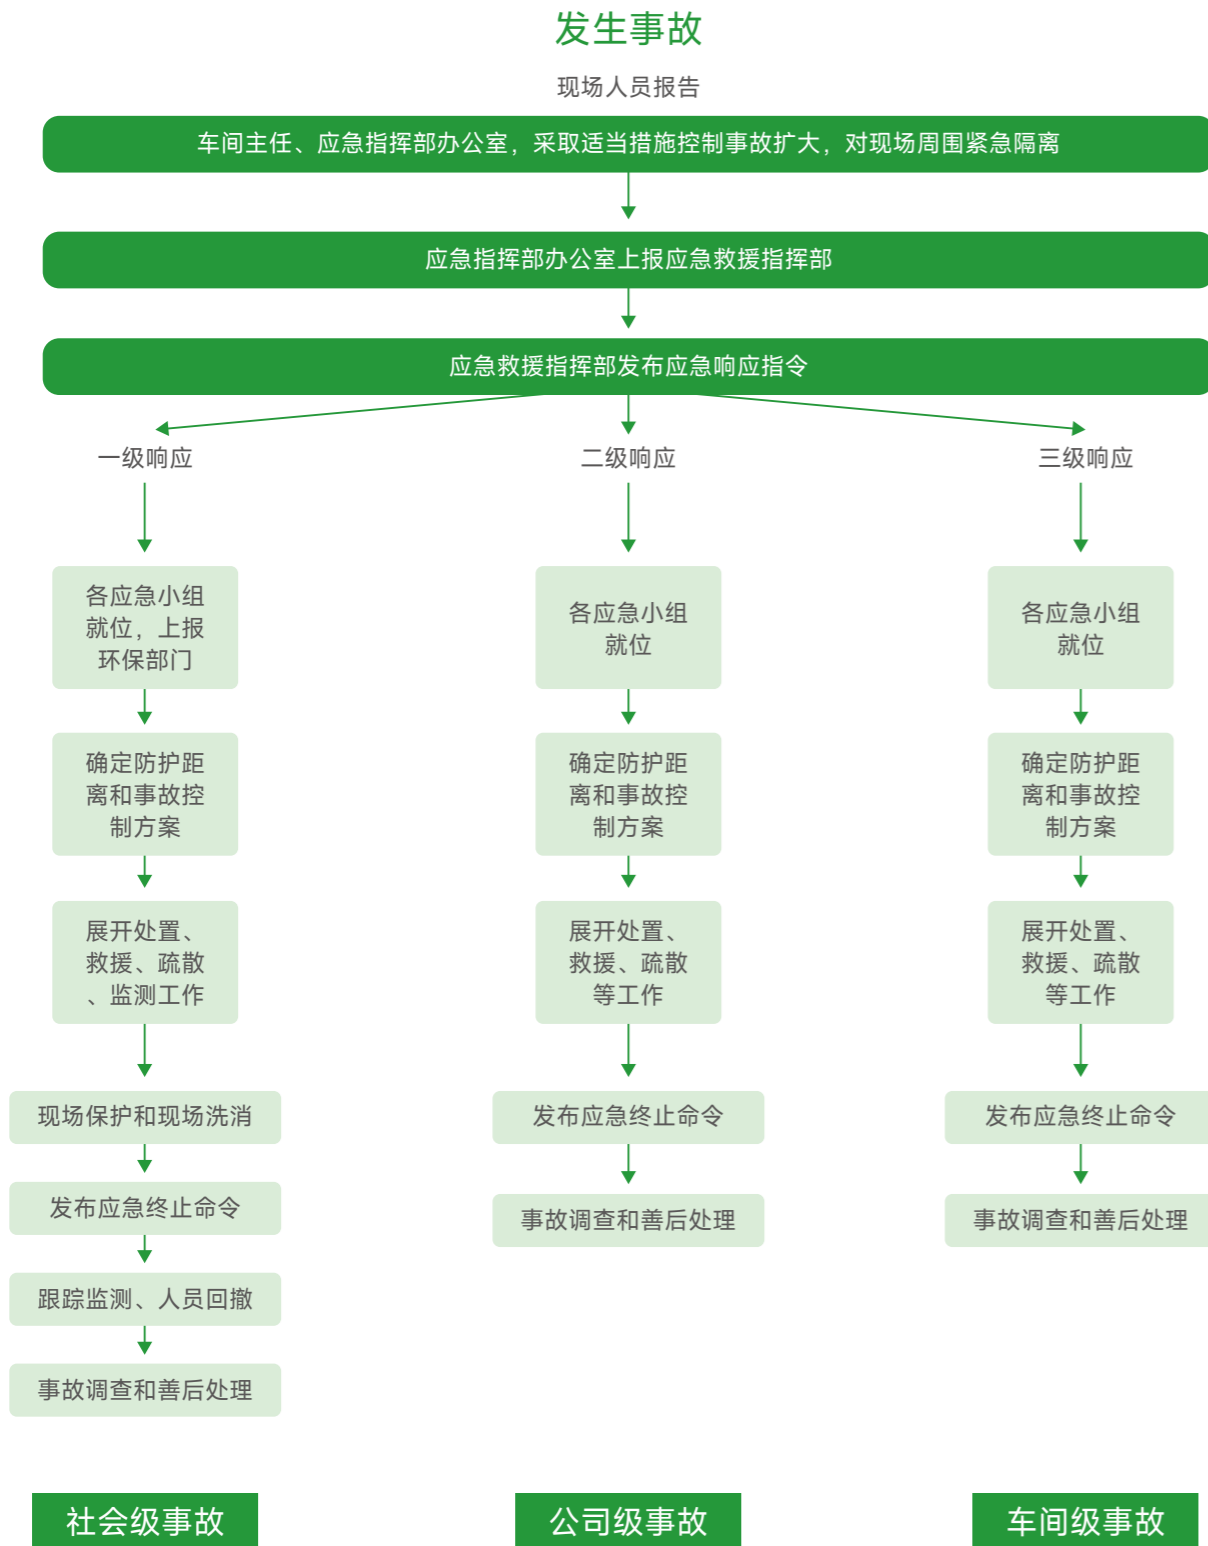 发生事故
现场人员报告
车间主任、应急指挥部办公室，采取适当措施控制事故扩大，对现场周围紧急隔离
应急指挥部办公室上报应急救援指挥部
应急救援指挥部发布应急响应指令
一级响应
各应急小组
就位，上报
环保部门
确定防护距
离和事故控
制方案
展开处置、
救援、疏散
、监测工作
现场保护和现场洗消
发布应急终止命令
跟踪监测、人员回撤
事故调查和善后处理
社会级事故
二级响应
各应急小组
就位
确定防护距
离和事故控
制方案
展开处置、
救援、疏散
等工作
发布应急终止命令
事故调查和善后处理
公司级事故
三级响应
各应急小组
就位
确定防护距
离和事故控
制方案
展开处置、
救援、疏散
等工作
发布应急终止命令
事故调查和善后处理
车间级事故